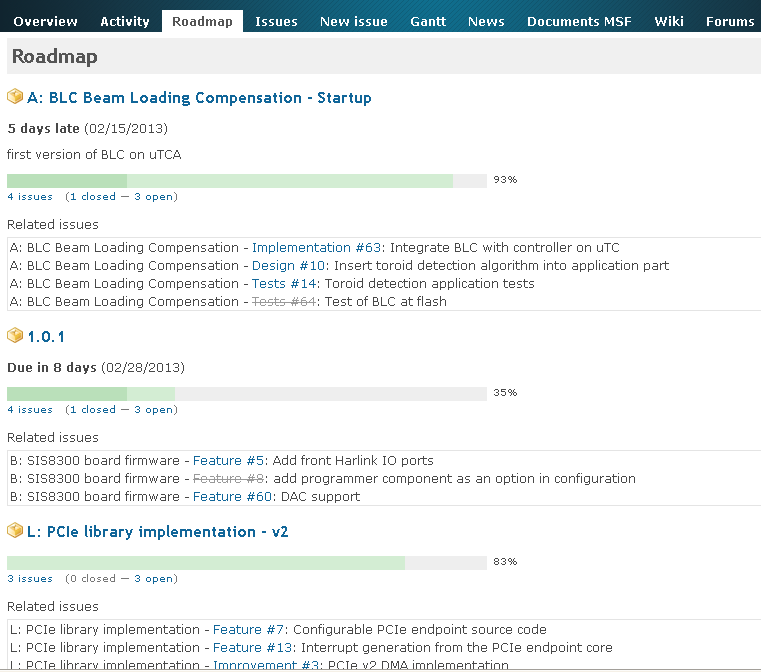 Overview Activity Roadmap Issues New issue Gantt News Documents MSF Wiki Forums
Roadmap
A: BLC Beam Loading Compensation - Startup
5 days late (02/15/2013)
first version of BLC on uTCA
93%
4 issues (1 closed — 3 open)
Related issues
A: BLC Beam Loading Compensation - Implementation #63: Integrate BLC with controller on uTC
A: BLC Beam Loading Compensation - Design #10: Insert toroid detection algorithm into application part
A: BLC Beam Loading Compensation - Tests #14: Toroid detection application tests
A: BLC Beam Loading Compensation - Tests #64: Test of BLC at flash
1.0.1
Due in 8 days (02/28/2013)
35%
4 issues (1 closed — 3 open)
Related issues
B: SIS8300 board firmware - Feature #5: Add front Harlink IO ports
B: SIS8300 board firmware - Feature #8: add programmer component as an option in configuration
B: SIS8300 board firmware - Feature #60: DAC support
L: PCIe library implementation - v2
83%
3 issues (0 closed — 3 open)
Related issues
L: PCIe library implementation - Feature #7: Configurable PCIe endpoint source code
L: PCIe library implementation - Feature #13: Interrupt generation from the PCIe endpoint core
L: PCIe library implementation - Improvement #3: PCIe v2 DMA implementation